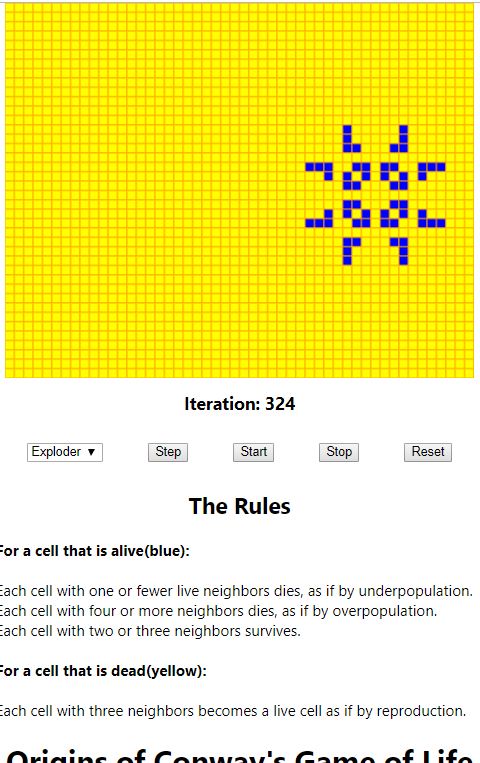 Iteration: 324
Exploder ▼ Step Start Stop Reset
The Rules
For a cell that is alive(blue):
Each cell with one or fewer live neighbors dies, as if by underpopulation.
Each cell with four or more neighbors dies, as if by overpopulation.
Each cell with two or three neighbors survives.
For a cell that is dead(yellow):
Each cell with three neighbors becomes a live cell as if by reproduction.
Origins of Conway's Game of Life